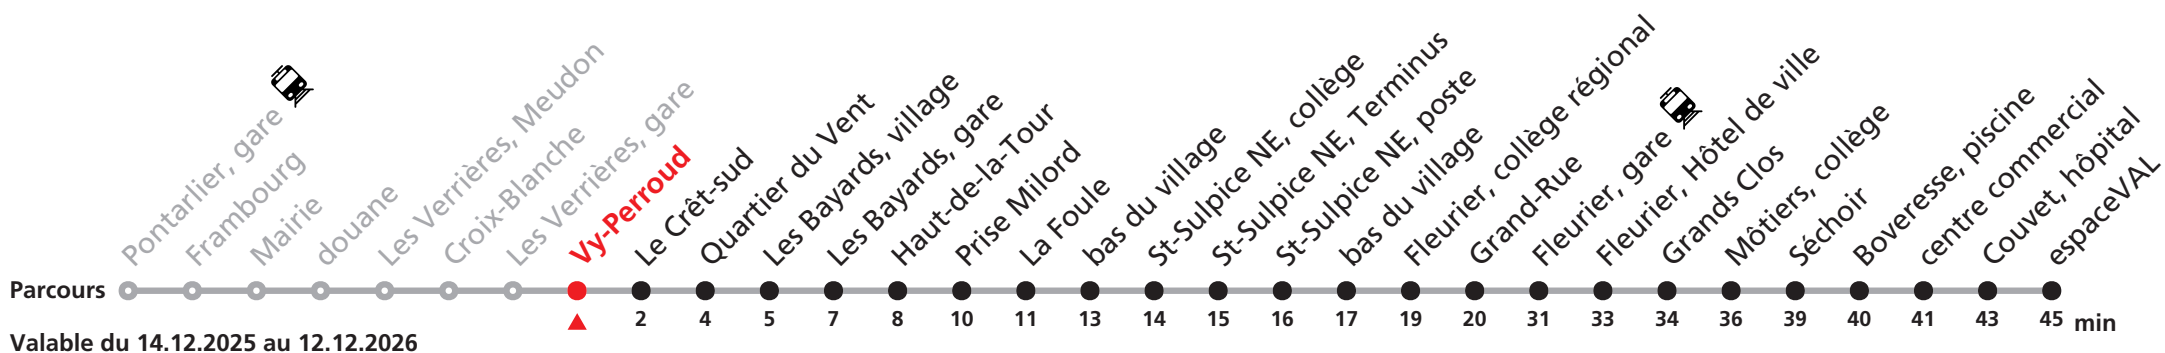 Pontarlier, gare
Frambourg
Mairie
douane
Les Verrières, Meudon
Croix-Blanche
Les Verrières, gare
Vy-Perroud
Le Crêt-sud
Quartier du Vent
Les Bayards, village
Les Bayards, gare
Haut-de-la-Tour
Prise Milord
La Foule
bas du village
St-Sulpice NE, collège
St-Sulpice NE, Terminus
St-Sulpice NE, poste
bas du village
Fleurier, collège régional
Grand-Rue
Fleurier, gare
Fleurier, Hôtel de ville
Grands Clos
Môtiers, collège
Séchoir
Boveresse, piscine
centre commercial
Couvet, hôpital
espaceVAL
Parcours
2 4 5 7 8 10 11 13 14 15 16 17 19 20 31 33 34 36 39 40 41 43 45 min
Valable du 14.12.2025 au 12.12.2026